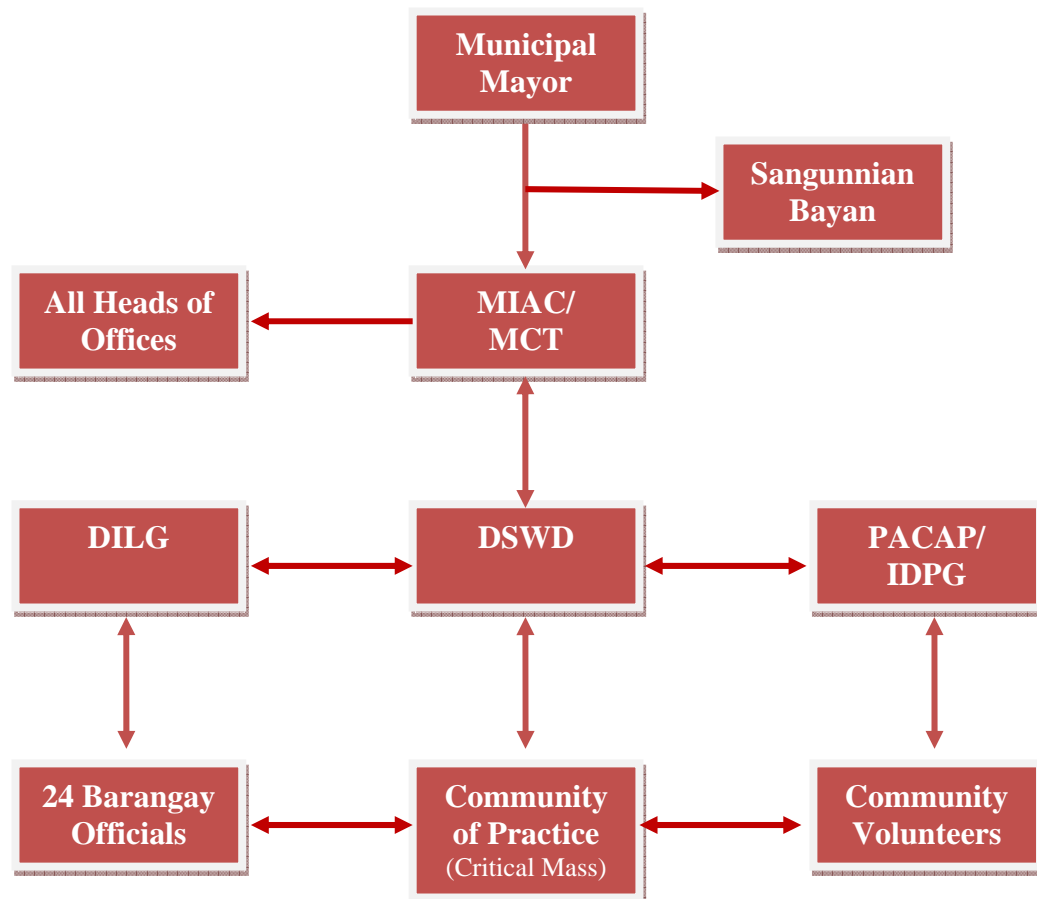 Municipal
Mayor
Sangunnian
Bayan
All Heads of
Offices
MIAC/
MCT
DILG
DSWD
PACAP/
IDPG
24 Barangay
Officials
Community
of Practice
(Critical Mass)
Community
Volunteers